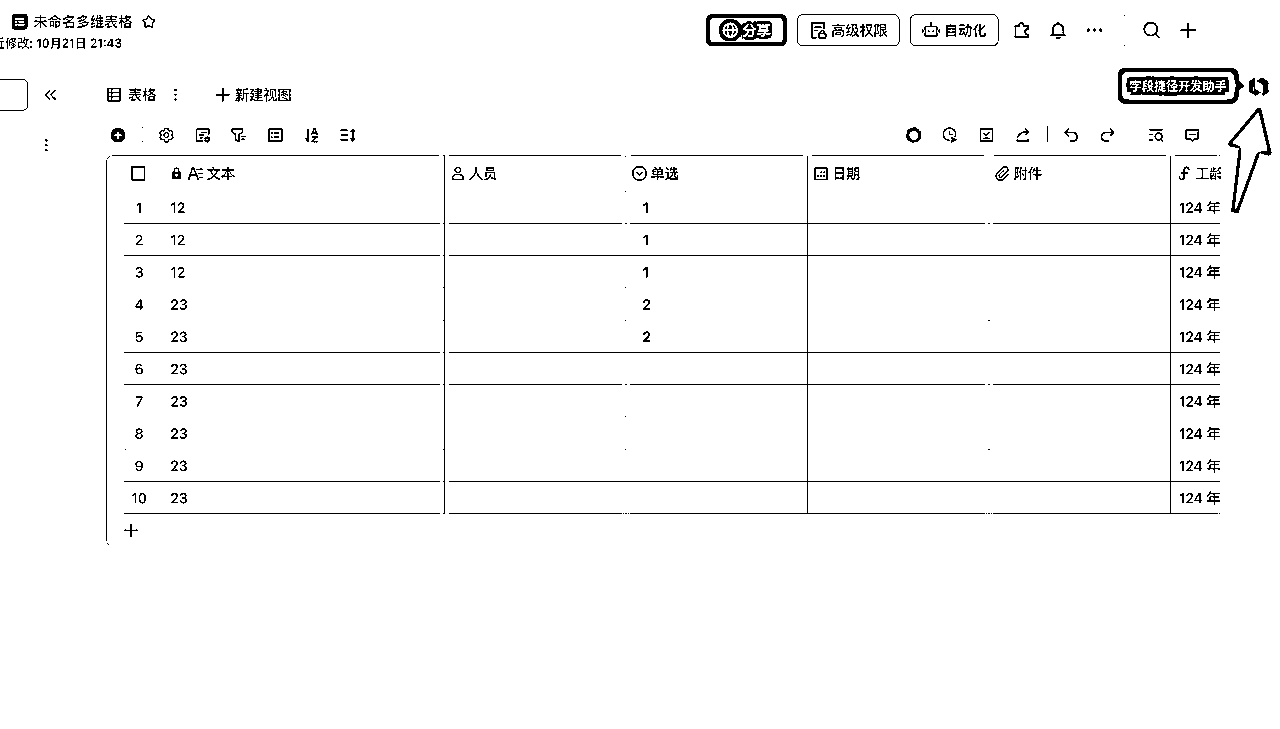 未命名多维表格
近修改: 10月21日 21:43
分享
高级权限
自动化
字段捷径开发助手
表格
新建视图
文本 人员 单选 日期 附件 工龄
1 12 1 124 年
2 12 1 124 年
3 12 1 124 年
4 23 2 124 年
5 23 2 124 年
6 23 124 年
7 23 124 年
8 23 124 年
9 23 124 年
10 23 124 年